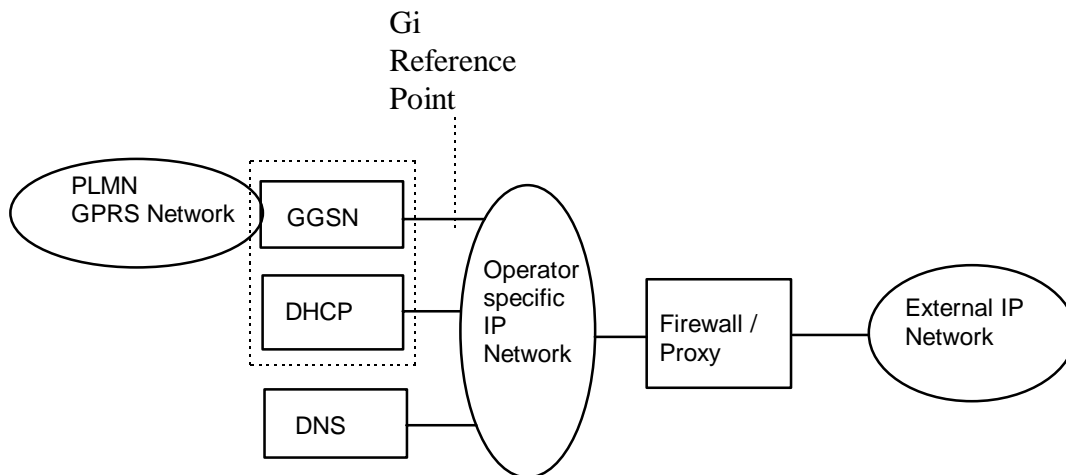 Gi
Reference
Point
PLMN
GPRS Network
GGSN
DHCP
DNS
Operator
specific
IP
Network
Firewall /
Proxy
External IP
Network